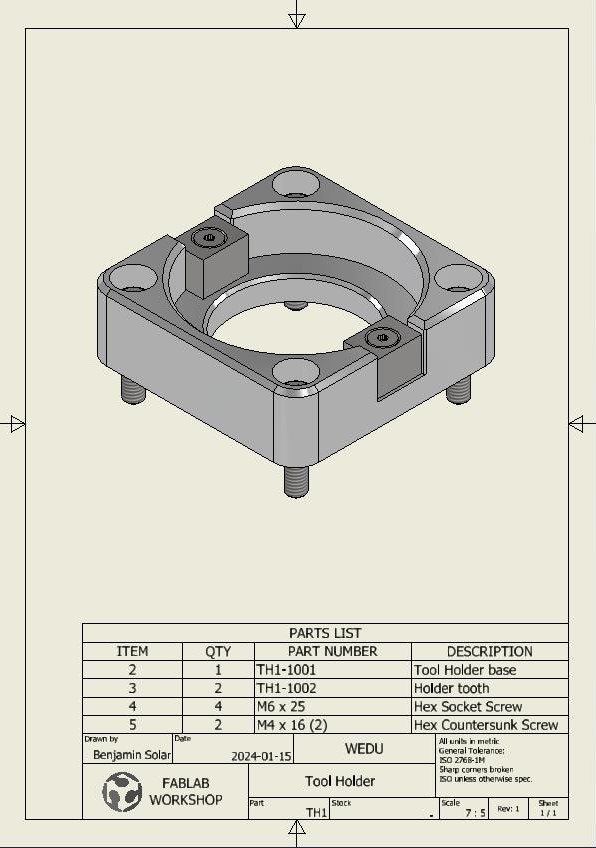 PARTS LIST
ITEM QTY PART NUMBER DESCRIPTION
2 1 TH1-1001 Tool Holder base
3 2 TH1-1002 Holder tooth
4 4 M6 x 25 Hex Socket Screw
5 2 M4 x 16 (2) Hex Countersunk Screw
Drawn by
Benjamin Solar
Date
2024-01-15
WEDU
All units in metric
General Tolerance:
ISO 2768-1M
Sharp corners broken
ISO unless otherwise spec.
FABLAB
WORKSHOP
Tool Holder
Part
TH1
Stock
-
Scale
7 : 5
Rev: 1
Sheet
1 / 1